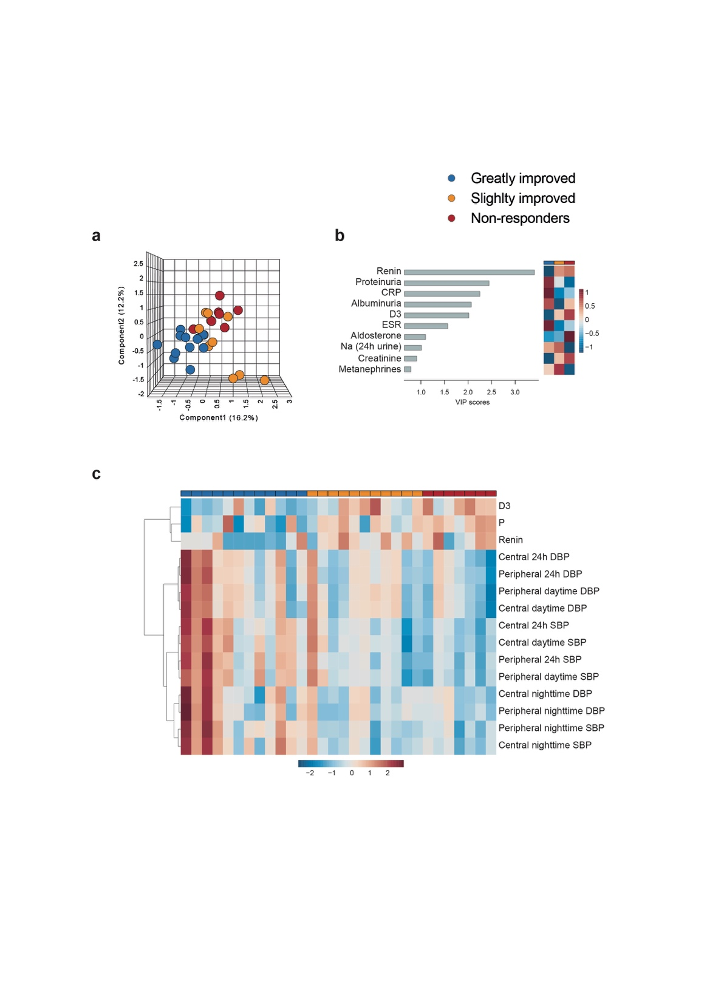 Greatly improved
Slighlty improved
Non-responders
a
b
2.5
2
1.5
1
0.5
0
-0.5
-1
-1.5
-2
Component2 (12.2%)
-1.5
-1
-0.5
0
0.5
1
1.5
2
2.5
3
Component1 (16.2%)
Renin
Proteinuria
CRP
Albuminuria
D3
ESR
Aldosterone
Na (24h urine)
Creatinine
Metanephrines
1.0 1.5 2.0 2.5 3.0
VIP scores
1
0.5
0
−0.5
−1
c
D3
P
Renin
Central 24h DBP
Peripheral 24h DBP
Peripheral daytime DBP
Central daytime DBP
Central 24h SBP
Central daytime SBP
Peripheral 24h SBP
Peripheral daytime SBP
Central nighttime DBP
Peripheral nighttime DBP
Peripheral nighttime SBP
Central nighttime SBP
−2 −1 0 1 2